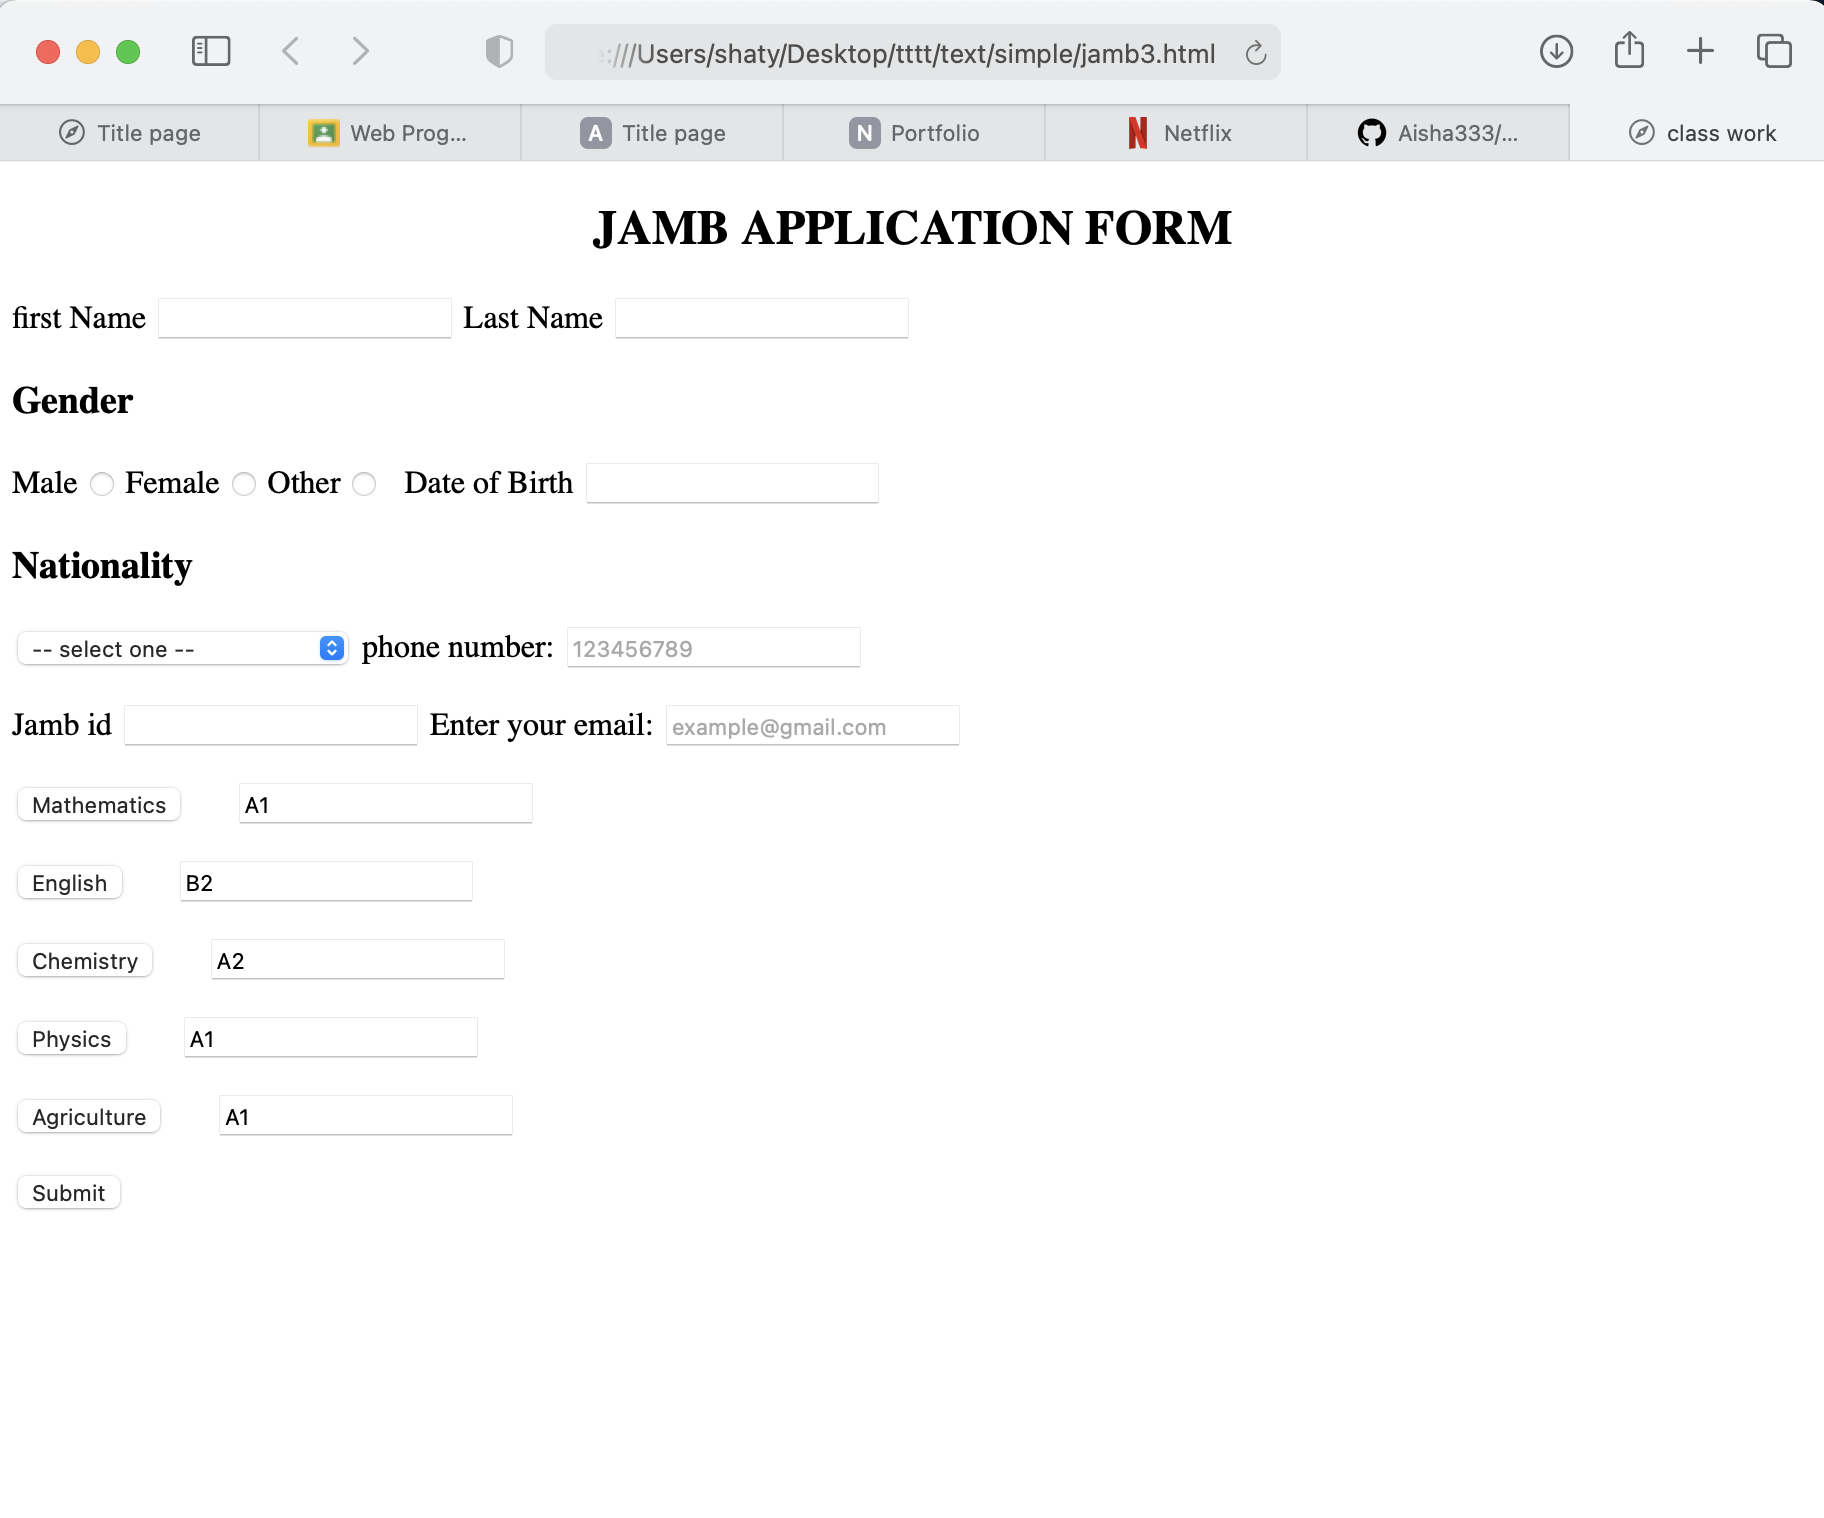 :///Users/shaty/Desktop/tttt/text/simple/jamb3.html
Title page Web Prog... A Title page N Portfolio N Netflix Aisha333/... class work
JAMB APPLICATION FORM
first Name Last Name
Gender
Male Female Other Date of Birth
Nationality
-- select one -- phone number: 123456789
Jamb id Enter your email: example@gmail.com
Mathematics A1
English B2
Chemistry A2
Physics A1
Agriculture A1
Submit